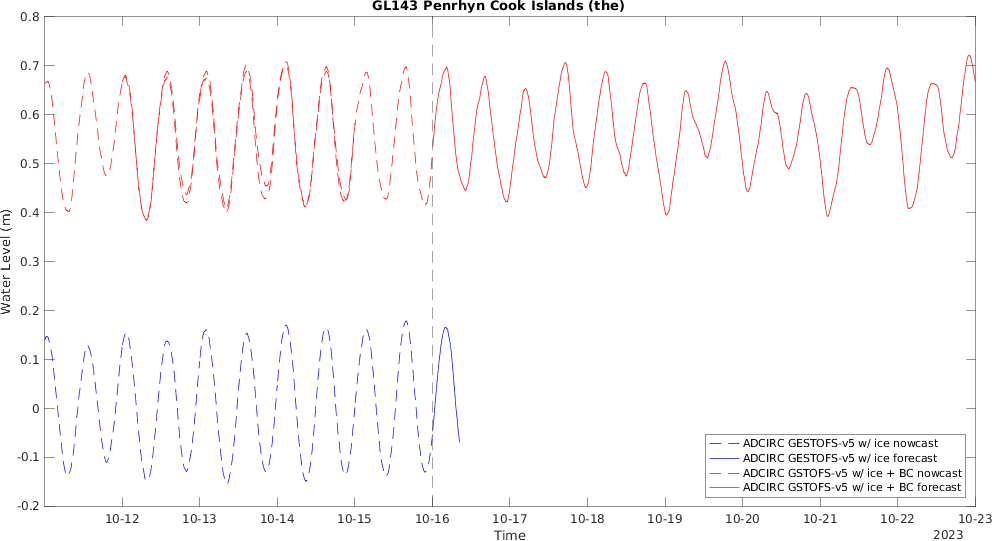 GL143 Penrhyn Cook Islands (the)
0.8
0.7
0.6
0.5
0.4
0.3
0.2
0.1
0
-0.1
-0.2
Water Level (m)
ADCIRC GESTOFS-v5 w/ ice nowcast
ADCIRC GESTOFS-v5 w/ ice forecast
ADCIRC GSTOFS-v5 w/ ice + BC nowcast
ADCIRC GSTOFS-v5 w/ ice + BC forecast
10-12 10-13 10-14 10-15 10-16 10-17 10-18 10-19 10-20 10-21 10-22 10-23
Time
2023